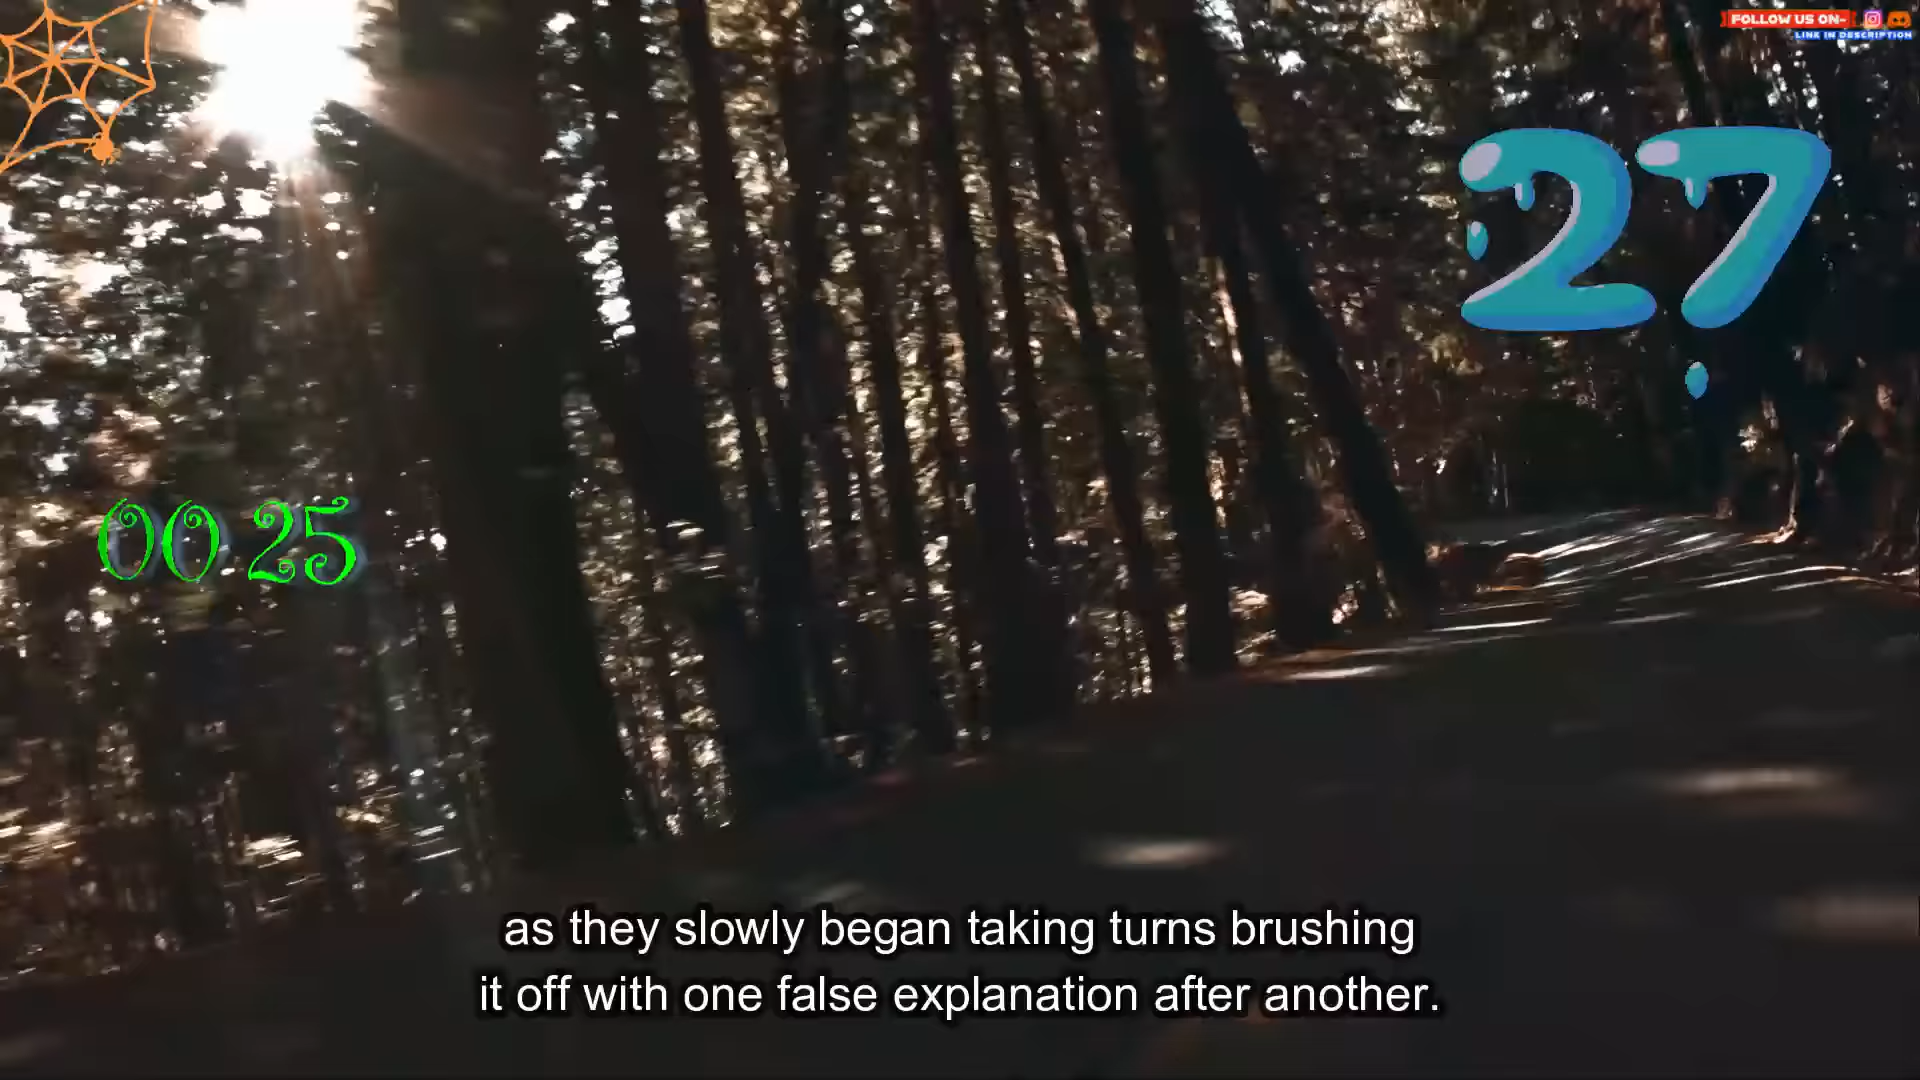 FOLLOW US ON-
LINK IN DESCRIPTION
27
00 25
as they slowly began taking turns brushing
it off with one false explanation after another.